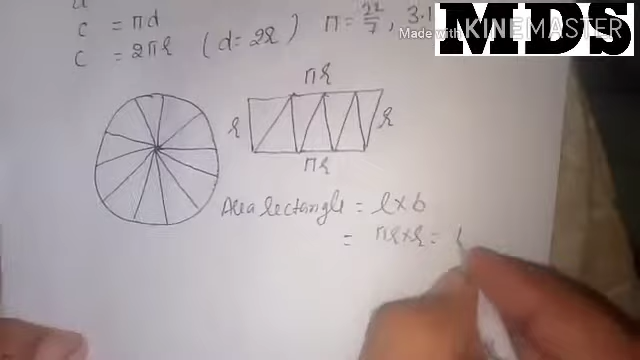 c = πd
c = 2πr (d=2r) π = 22/7, 3.1
πr
r r
πr
Area rectangle = l×b
= πr×r =
Made with KINEMASTER
MDS